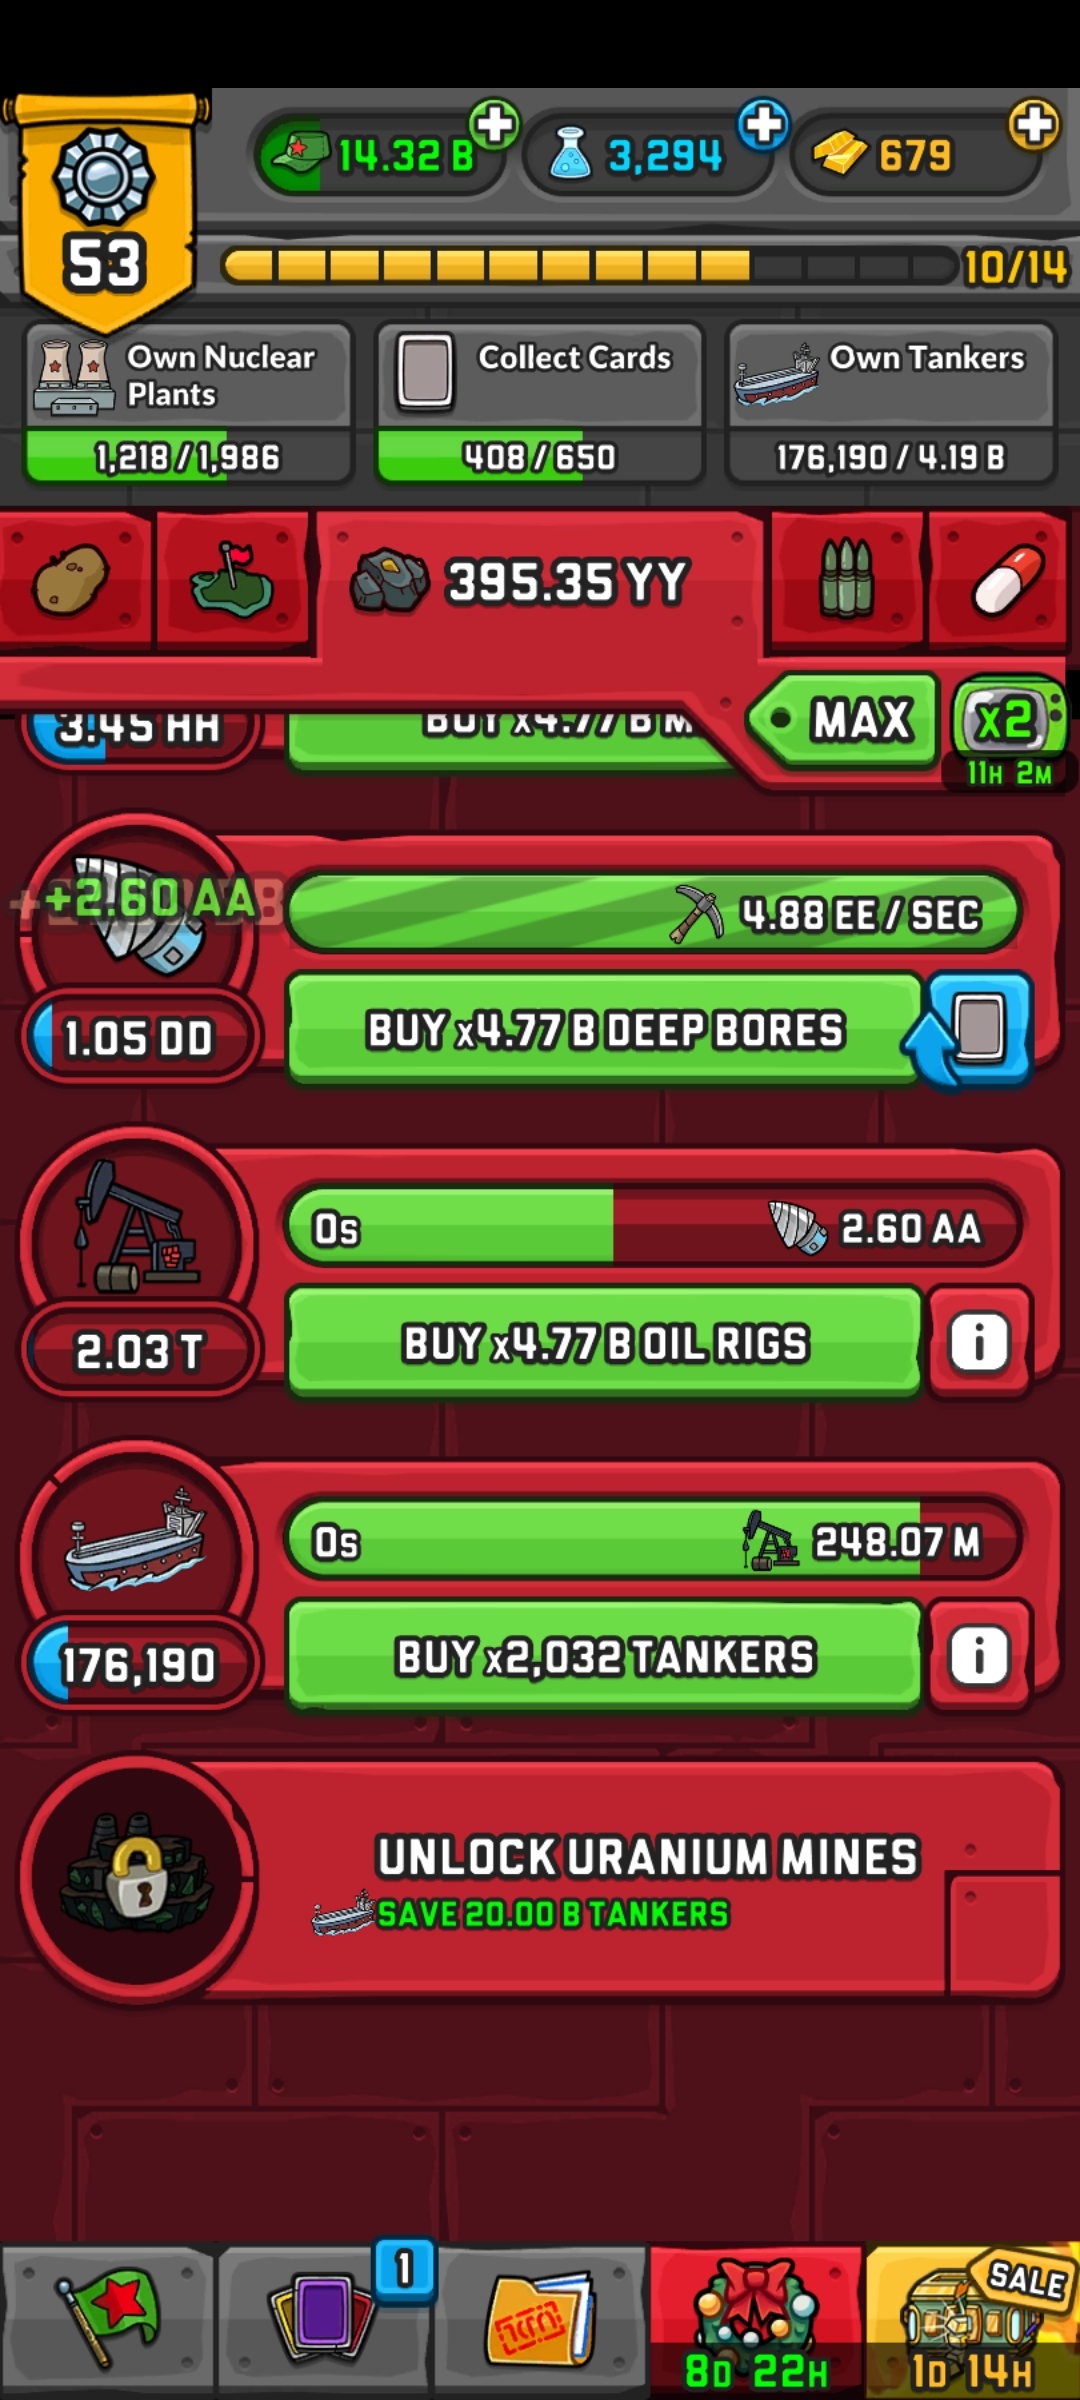 14.32 B
3,294
679
53
10/14
Own Nuclear
Plants
1,218/1,986
Collect Cards
408/650
Own Tankers
176,190/4.19 B
395.35 YY
MAX
x2
11H 2M
3.45 HH
BUY x4.77 B M
+2.60 AA
4.88 EE/SEC
1.05 DD
BUY x4.77 B DEEP BORES
0s
2.60 AA
2.03 T
BUY x4.77 B OIL RIGS
i
0s
248.07 M
176,190
BUY x2,032 TANKERS
i
UNLOCK URANIUM MINES
SAVE 20.00 B TANKERS
1
8D 22H
SALE
1D 14H